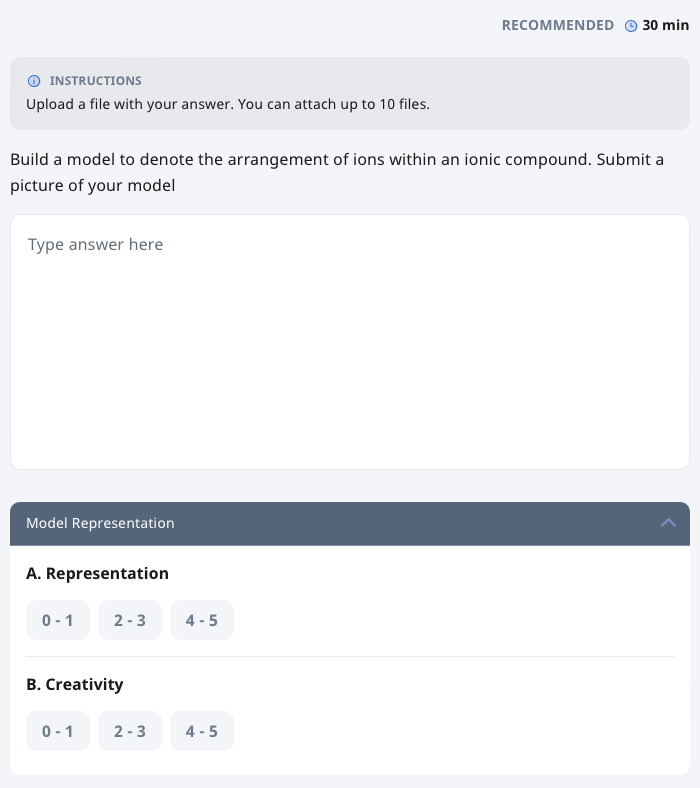 RECOMMENDED 30 min
INSTRUCTIONS
Upload a file with your answer. You can attach up to 10 files.
Build a model to denote the arrangement of ions within an ionic compound. Submit a
picture of your model
Type answer here
Model Representation
A. Representation
0 - 1 2 - 3 4 - 5
B. Creativity
0 - 1 2 - 3 4 - 5